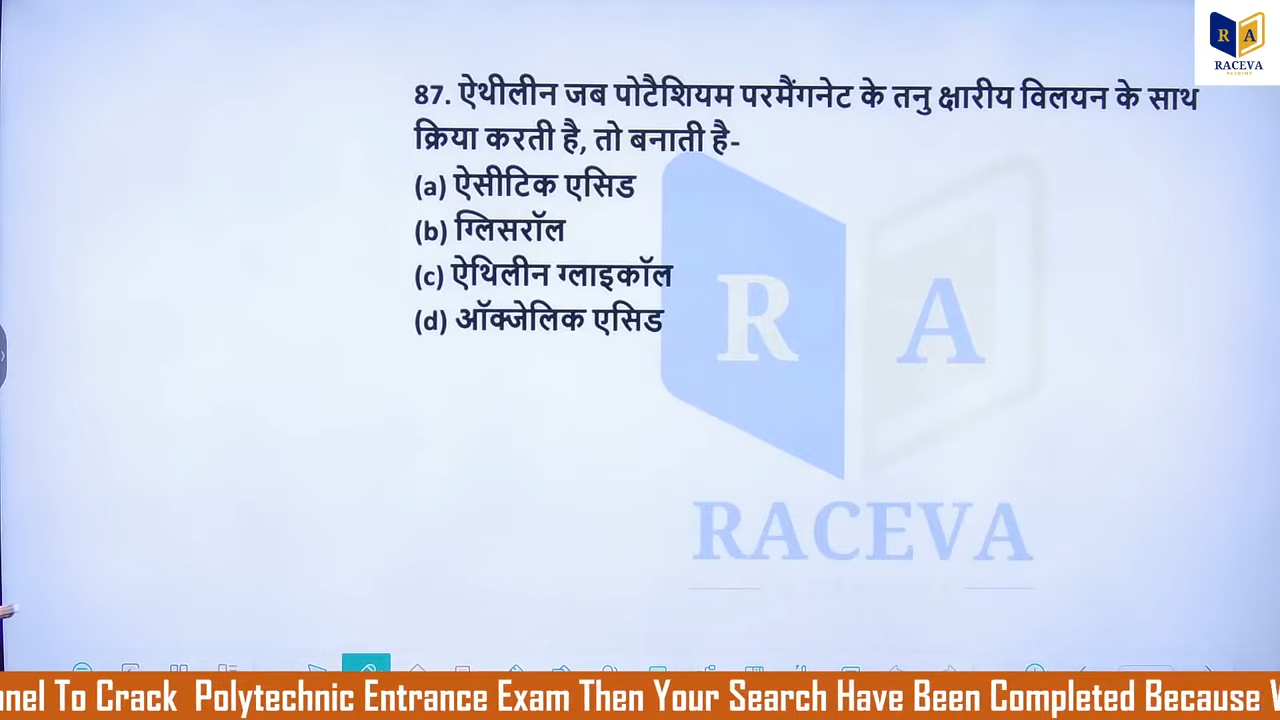 R A
RACEVA
ACADEMY
87. ऐथीलीन जब पोटैशियम परमैंगनेट के तनु क्षारीय विलयन के साथ
क्रिया करती है, तो बनाती है-
(a) ऐसीटिक एसिड
(b) ग्लिसरॉल
(c) ऐथिलीन ग्लाइकॉल
(d) ऑक्जेलिक एसिड
R A
RACEVA
To Crack Polytechnic Entrance Exam Then Your Search Have Been Completed Because